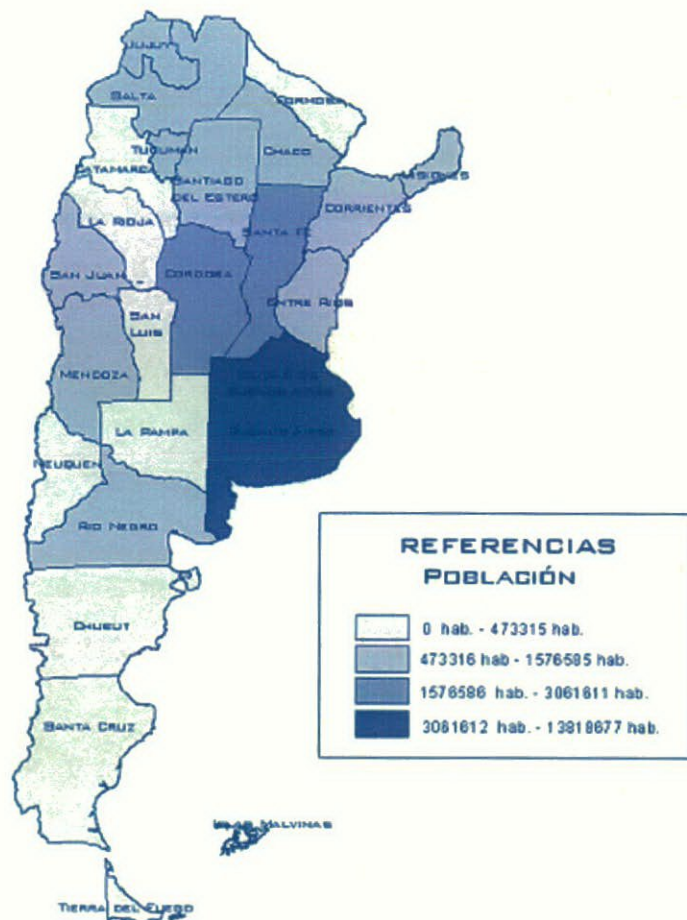 JUJUY
SALTA
FORMOSA
TUCUMAN
CHACO
CATAMARCA
SANTIAGO
DEL ESTERO
MISIONES
CORRIENTES
LA RIOJA
SANTA FE
SAN JUAN
CORDOBA
ENTRE RIOS
SAN
LUIS
MENDOZA
LA PAMPA
BUENOS AIRES
NEUQUEN
RIO NEGRO
REFERENCIAS
POBLACIÓN
0 hab. - 473315 hab.
473316 hab - 1576585 hab.
1576586 hab. - 3061611 hab.
3061612 hab. - 13818677 hab.
CHUBUT
SANTA CRUZ
ISLAS MALVINAS
TIERRA DEL FUEGO